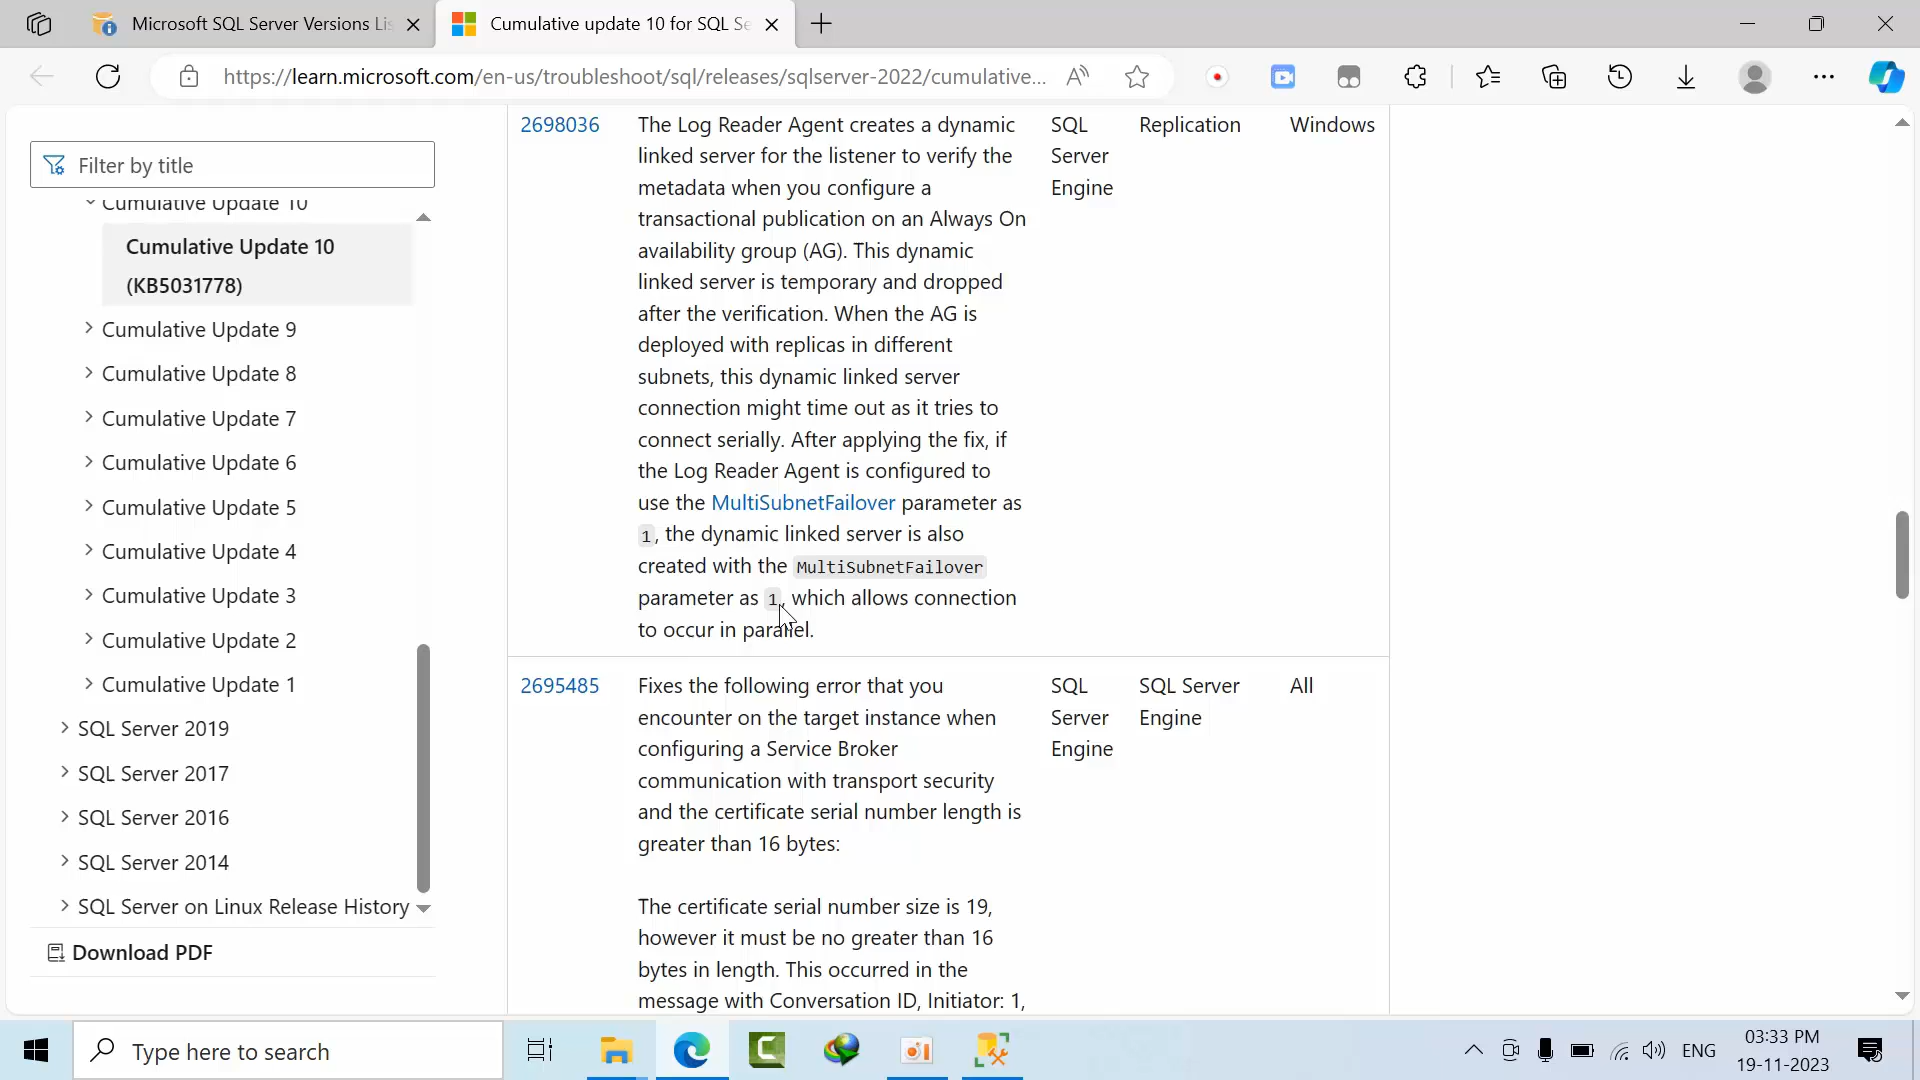 Microsoft SQL Server Versions Lis
Cumulative update 10 for SQL Se
https://learn.microsoft.com/en-us/troubleshoot/sql/releases/sqlserver-2022/cumulative...
Filter by title
Cumulative Update 10
Cumulative Update 10
(KB5031778)
Cumulative Update 9
Cumulative Update 8
Cumulative Update 7
Cumulative Update 6
Cumulative Update 5
Cumulative Update 4
Cumulative Update 3
Cumulative Update 2
Cumulative Update 1
SQL Server 2019
SQL Server 2017
SQL Server 2016
SQL Server 2014
SQL Server on Linux Release History
Download PDF
2698036
The Log Reader Agent creates a dynamic
linked server for the listener to verify the
metadata when you configure a
transactional publication on an Always On
availability group (AG). This dynamic
linked server is temporary and dropped
after the verification. When the AG is
deployed with replicas in different
subnets, this dynamic linked server
connection might time out as it tries to
connect serially. After applying the fix, if
the Log Reader Agent is configured to
use the MultiSubnetFailover parameter as
1, the dynamic linked server is also
created with the MultiSubnetFailover
parameter as 1, which allows connection
to occur in parallel.
SQL
Server
Engine
Replication
Windows
2695485
Fixes the following error that you
encounter on the target instance when
configuring a Service Broker
communication with transport security
and the certificate serial number length is
greater than 16 bytes:
The certificate serial number size is 19,
however it must be no greater than 16
bytes in length. This occurred in the
message with Conversation ID, Initiator: 1,
SQL
Server
Engine
SQL Server
Engine
All
Type here to search
ENG
03:33 PM
19-11-2023